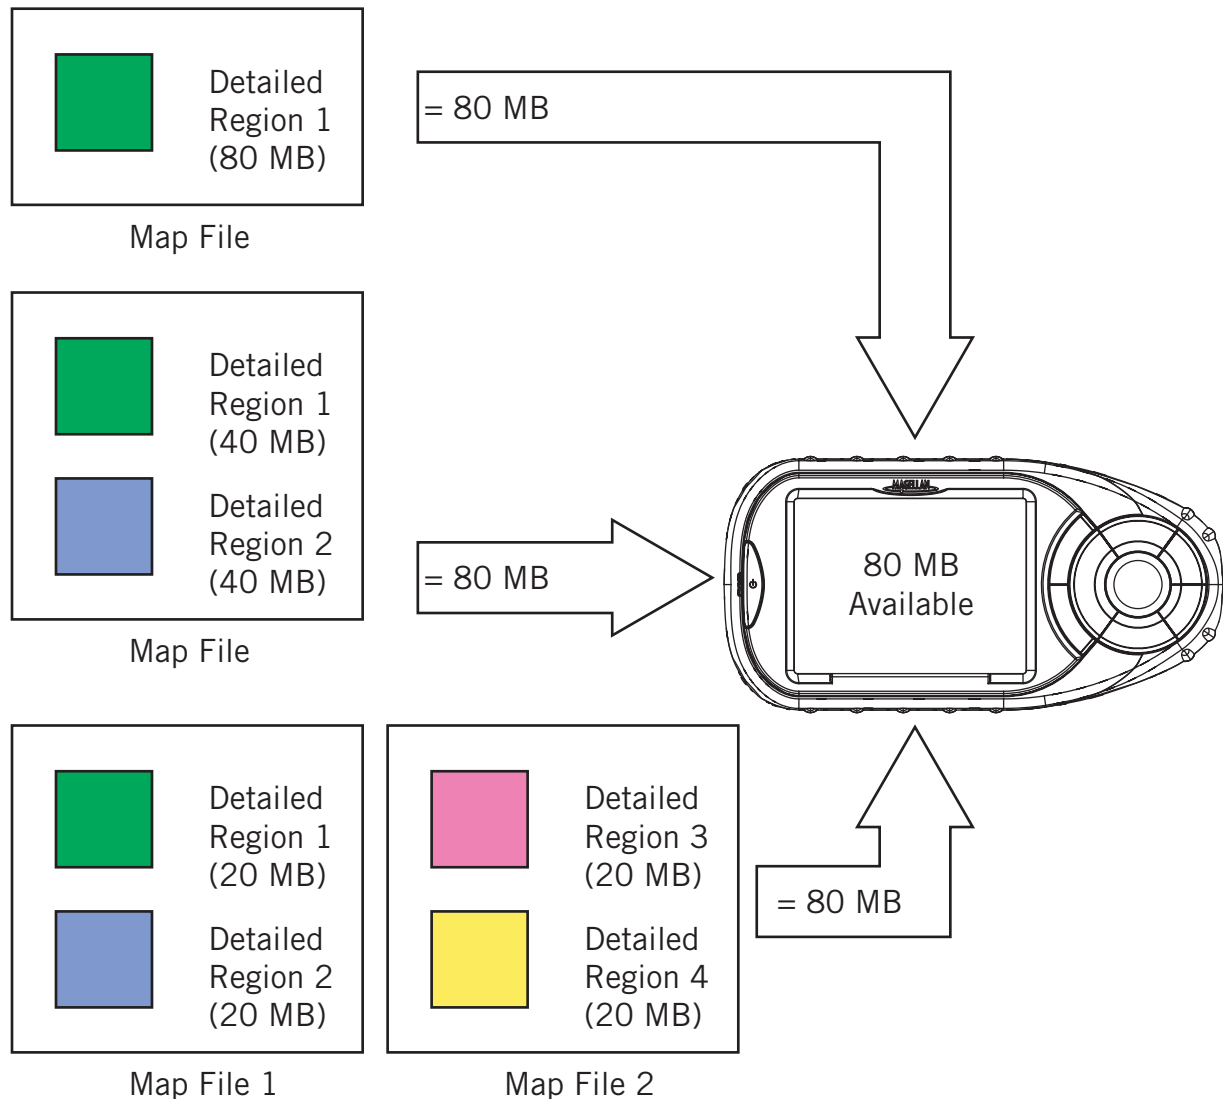 Detailed
Region 1
(80 MB)
= 80 MB
Map File
Detailed
Region 1
(40 MB)
Detailed
Region 2
(40 MB)
= 80 MB
Map File
MAGELLAN
80 MB
Available
Detailed
Region 1
(20 MB)
Detailed
Region 2
(20 MB)
Map File 1
Detailed
Region 3
(20 MB)
Detailed
Region 4
(20 MB)
Map File 2
= 80 MB